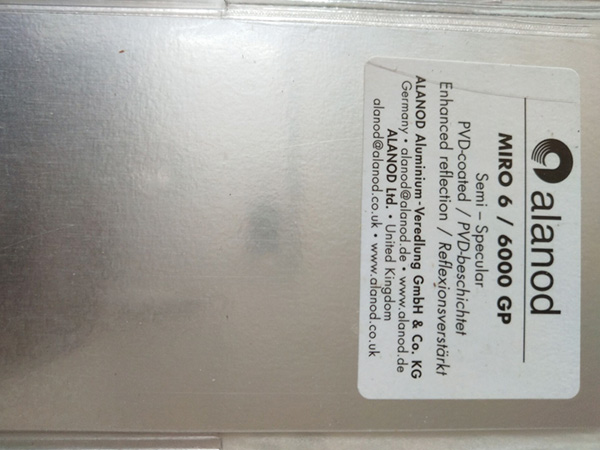 alanod
MIRO 6 / 6000 GP
Semi – Specular
PVD-coated / PVD-beschichtet
Enhanced reflection / Reflexionsverstärkt
ALANOD Aluminium-Veredlung GmbH & Co. KG
Germany • alanod@alanod.de • www.alanod.de
ALANOD Ltd. • United Kingdom
alanod@alanod.co.uk • www.alanod.co.uk